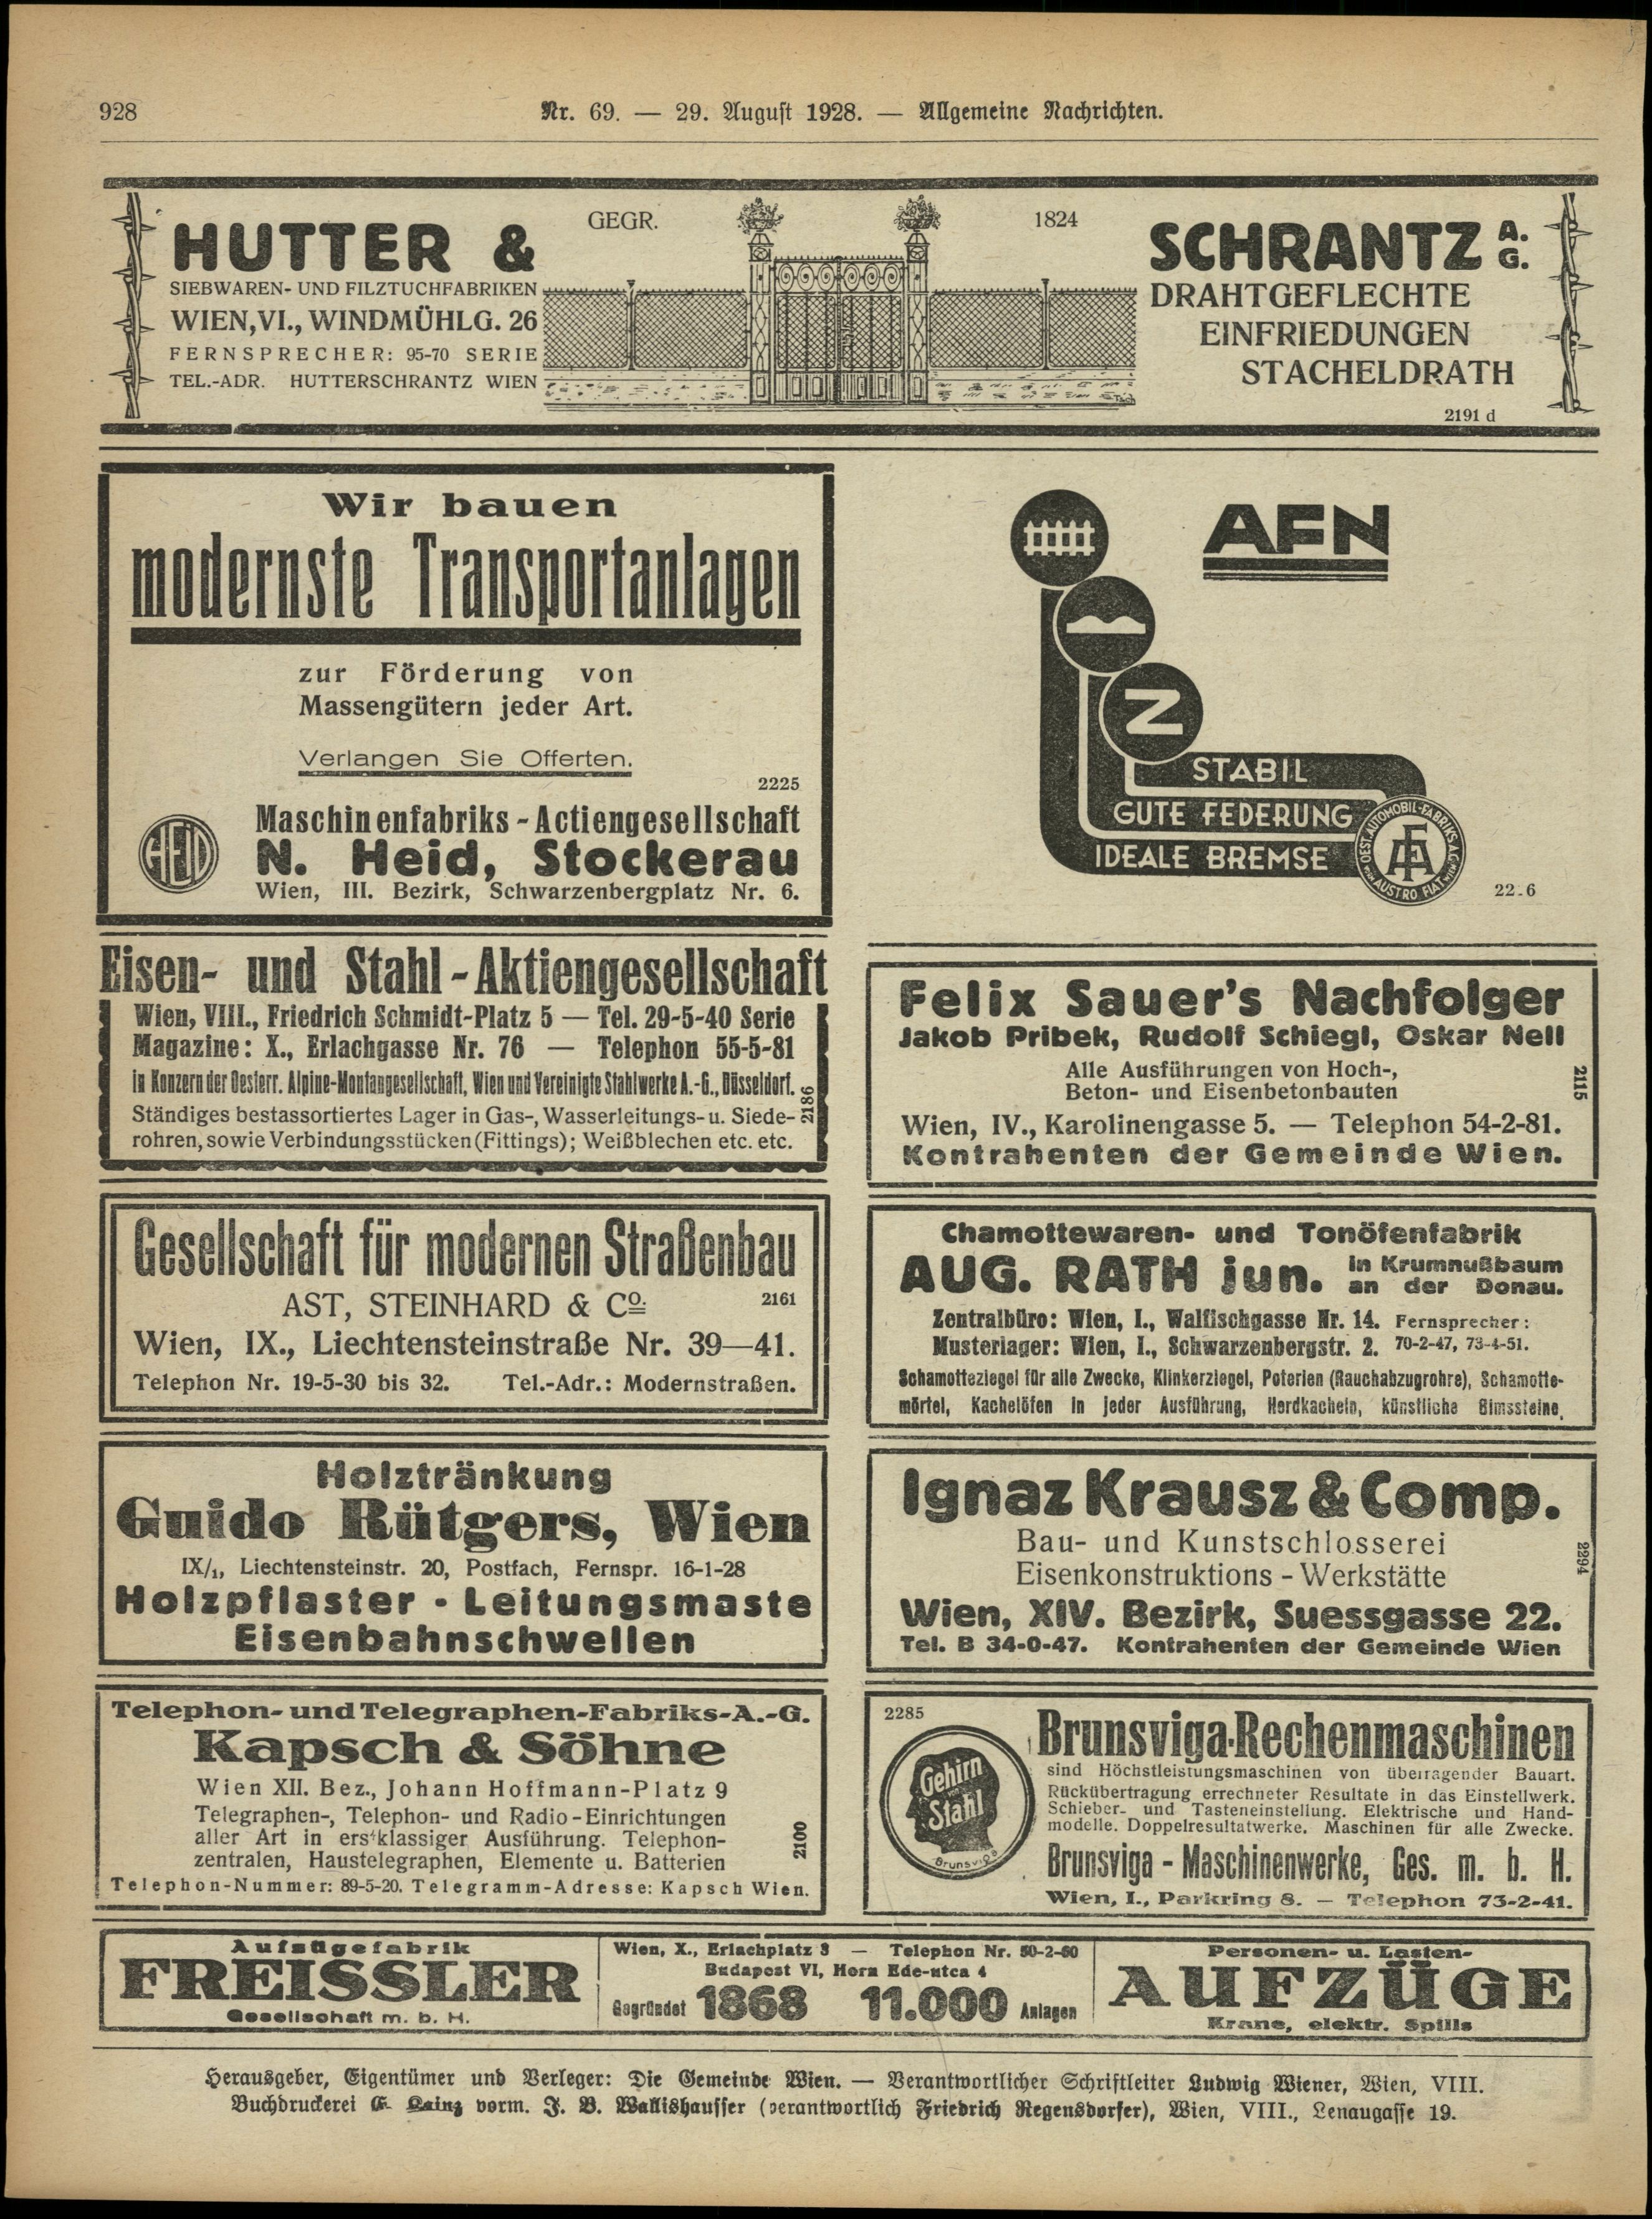 928
Nr. 69. — 29. August 1928. — Allgemeine Nachrichten.
HUTTER &
SIEBWAREN- UND FILZTUCHFABRIKEN
WIEN, VI., WINDMÜHLG. 26
FERNSPRECHER: 95-70 SERIE
TEL.-ADR. HUTTERSCHRANTZ WIEN
GEGR. 1824
SCHRANTZ A. G.
DRAHTGEFLECHTE
EINFRIEDUNGEN
STACHELDRATH
2191 d
Wir bauen
modernste Transportanlagen
zur Förderung von
Massengütern jeder Art.
Verlangen Sie Offerten.
2225
HEID
Maschinenfabriks-Actiengesellschaft
N. Heid, Stockerau
Wien, III. Bezirk, Schwarzenbergplatz Nr. 6.
AFN
N
STABIL
GUTE FEDERUNG
IDEALE BREMSE
OEST. AUTOMOBIL-FABRIKS A.G. WIEN
AUSTRO FIAT
AF
22.6
Eisen- und Stahl-Aktiengesellschaft
Wien, VIII., Friedrich Schmidt-Platz 5 — Tel. 29-5-40 Serie
Magazine: X., Erlachgasse Nr. 76 — Telephon 55-5-81
in Konzern der Oesterr. Alpine-Montangesellschaft, Wien und Vereinigte Stahlwerke A.-G., Düsseldorf.
Ständiges bestassortiertes Lager in Gas-, Wasserleitungs- u. Siede-
rohren, sowie Verbindungsstücken (Fittings); Weißblechen etc. etc.
2186
Felix Sauer's Nachfolger
Jakob Pribek, Rudolf Schiegl, Oskar Nell
Alle Ausführungen von Hoch-,
Beton- und Eisenbetonbauten
Wien, IV., Karolinengasse 5. — Telephon 54-2-81.
Kontrahenten der Gemeinde Wien.
2115
Gesellschaft für modernen Straßenbau
AST, STEINHARD & Co.
2161
Wien, IX., Liechtensteinstraße Nr. 39—41.
Telephon Nr. 19-5-30 bis 32. Tel.-Adr.: Modernstraßen.
Chamottewaren- und Tonöfenfabrik
AUG. RATH jun. in Krumnußbaum
an der Donau.
Zentralbüro: Wien, I., Walfischgasse Nr. 14. Fernsprecher:
Musterlager: Wien, I., Schwarzenbergstr. 2. 70-2-47, 73-4-51.
Schamotteziegel für alle Zwecke, Klinkerziegel, Poterien (Rauchabzugrohre), Schamotte-
mörtel, Kachelöfen in jeder Ausführung, Herdkacheln, künstliche Bimssteine.
Holztränkung
Guido Rütgers, Wien
IX/1, Liechtensteinstr. 20, Postfach, Fernspr. 16-1-28
Holzpflaster - Leitungsmaste
Eisenbahnschwellen
Ignaz Krausz & Comp.
Bau- und Kunstschlosserei
Eisenkonstruktions-Werkstätte
Wien, XIV. Bezirk, Suessgasse 22.
Tel. B 34-0-47. Kontrahenten der Gemeinde Wien
2294
Telephon- und Telegraphen-Fabriks-A.-G.
Kapsch & Söhne
Wien XII. Bez., Johann Hoffmann-Platz 9
Telegraphen-, Telephon- und Radio-Einrichtungen
aller Art in erstklassiger Ausführung. Telephon-
zentralen, Haustelegraphen, Elemente u. Batterien
Telephon-Nummer: 89-5-20. Telegramm-Adresse: Kapsch Wien.
2100
2285
Gehirn
Stahl
Brunsviga
Brunsviga-Rechenmaschinen
sind Höchstleistungsmaschinen von überragender Bauart.
Rückübertragung errechneter Resultate in das Einstellwerk.
Schieber- und Tasteneinstellung. Elektrische und Hand-
modelle. Doppelresultatwerke. Maschinen für alle Zwecke.
Brunsviga - Maschinenwerke, Ges. m. b. H.
Wien, I., Parkring 8. — Telephon 73-2-41.
Aufzügefabrik
FREISSLER
Gesellschaft m. b. H.
Wien, X., Erlachplatz 3 — Telephon Nr. 50-2-60
Budapest VI, Horn Ede-utca 4
Gegründet 1868 11.000 Anlagen
Personen- u. Lasten-
AUFZÜGE
Krane, elektr. Spills
Herausgeber, Eigentümer und Verleger: Die Gemeinde Wien. — Verantwortlicher Schriftleiter Ludwig Wiener, Wien, VIII.
Buchdruckerei Kainz vorm. J. B. Wallishausser (verantwortlich Friedrich Regensdorfer), Wien, VIII., Lenaugasse 19.